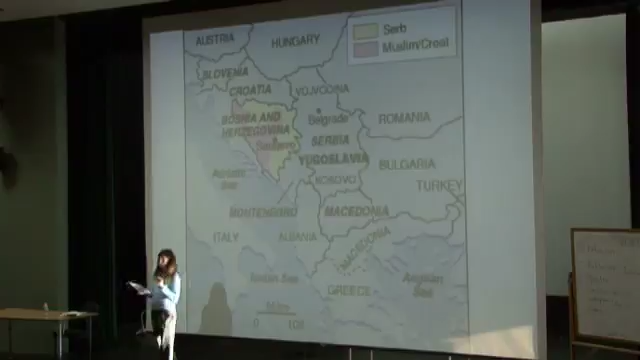 AUSTRIA
HUNGARY
Serb
Muslim/Croat
SLOVENIA
CROATIA
VOJVODINA
BOSNIA AND
HERZEGOVINA
Belgrade
ROMANIA
Sarajevo
SERBIA
YUGOSLAVIA
BULGARIA
Adriatic
Sea
KOSOVO
TURKEY
MONTENEGRO
MACEDONIA
ITALY
ALBANIA
MACEDONIA
Ionian Sea
Aegean
Sea
GREECE
Miles
0